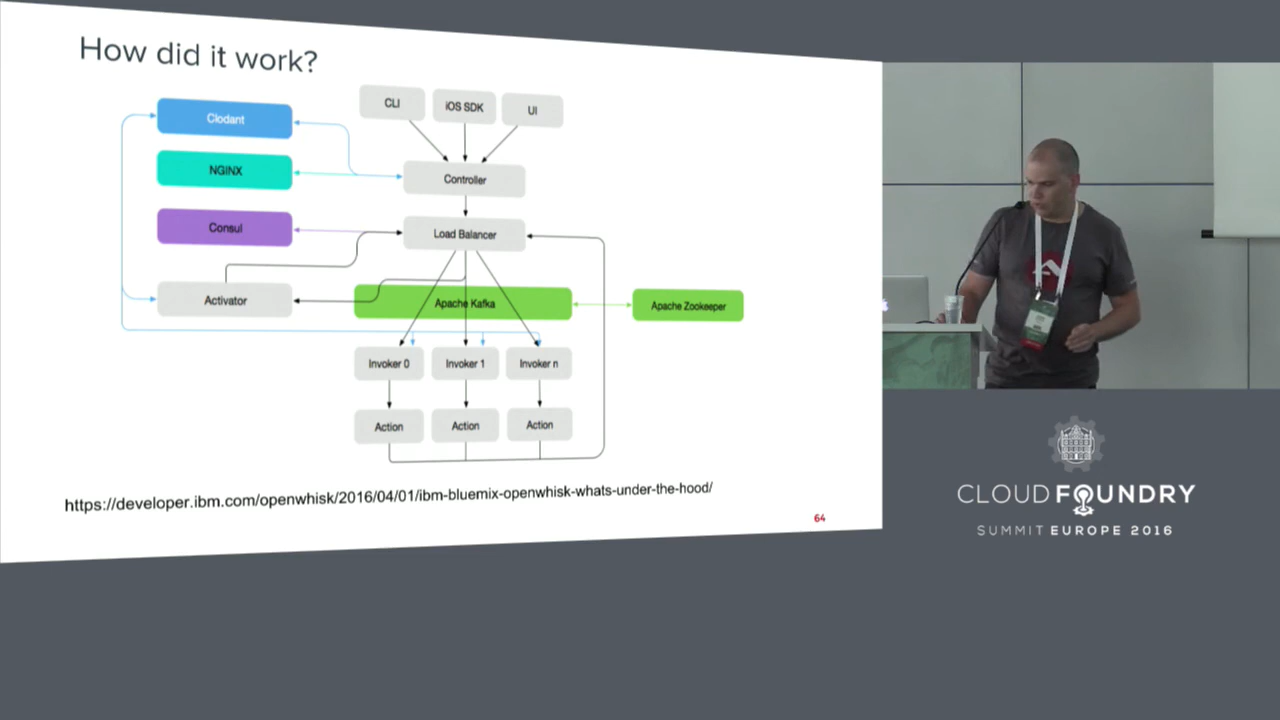 How did it work?
CLI
iOS SDK
UI
Clodant
NGINX
Controller
Consul
Load Balancer
Activator
Apache Kafka
Apache Zookeeper
Invoker 0
Invoker 1
Invoker n
Action
Action
Action
https://developer.ibm.com/openwhisk/2016/04/01/ibm-bluemix-openwhisk-whats-under-the-hood/
64
CLOUD FOUNDRY
SUMMIT EUROPE 2016